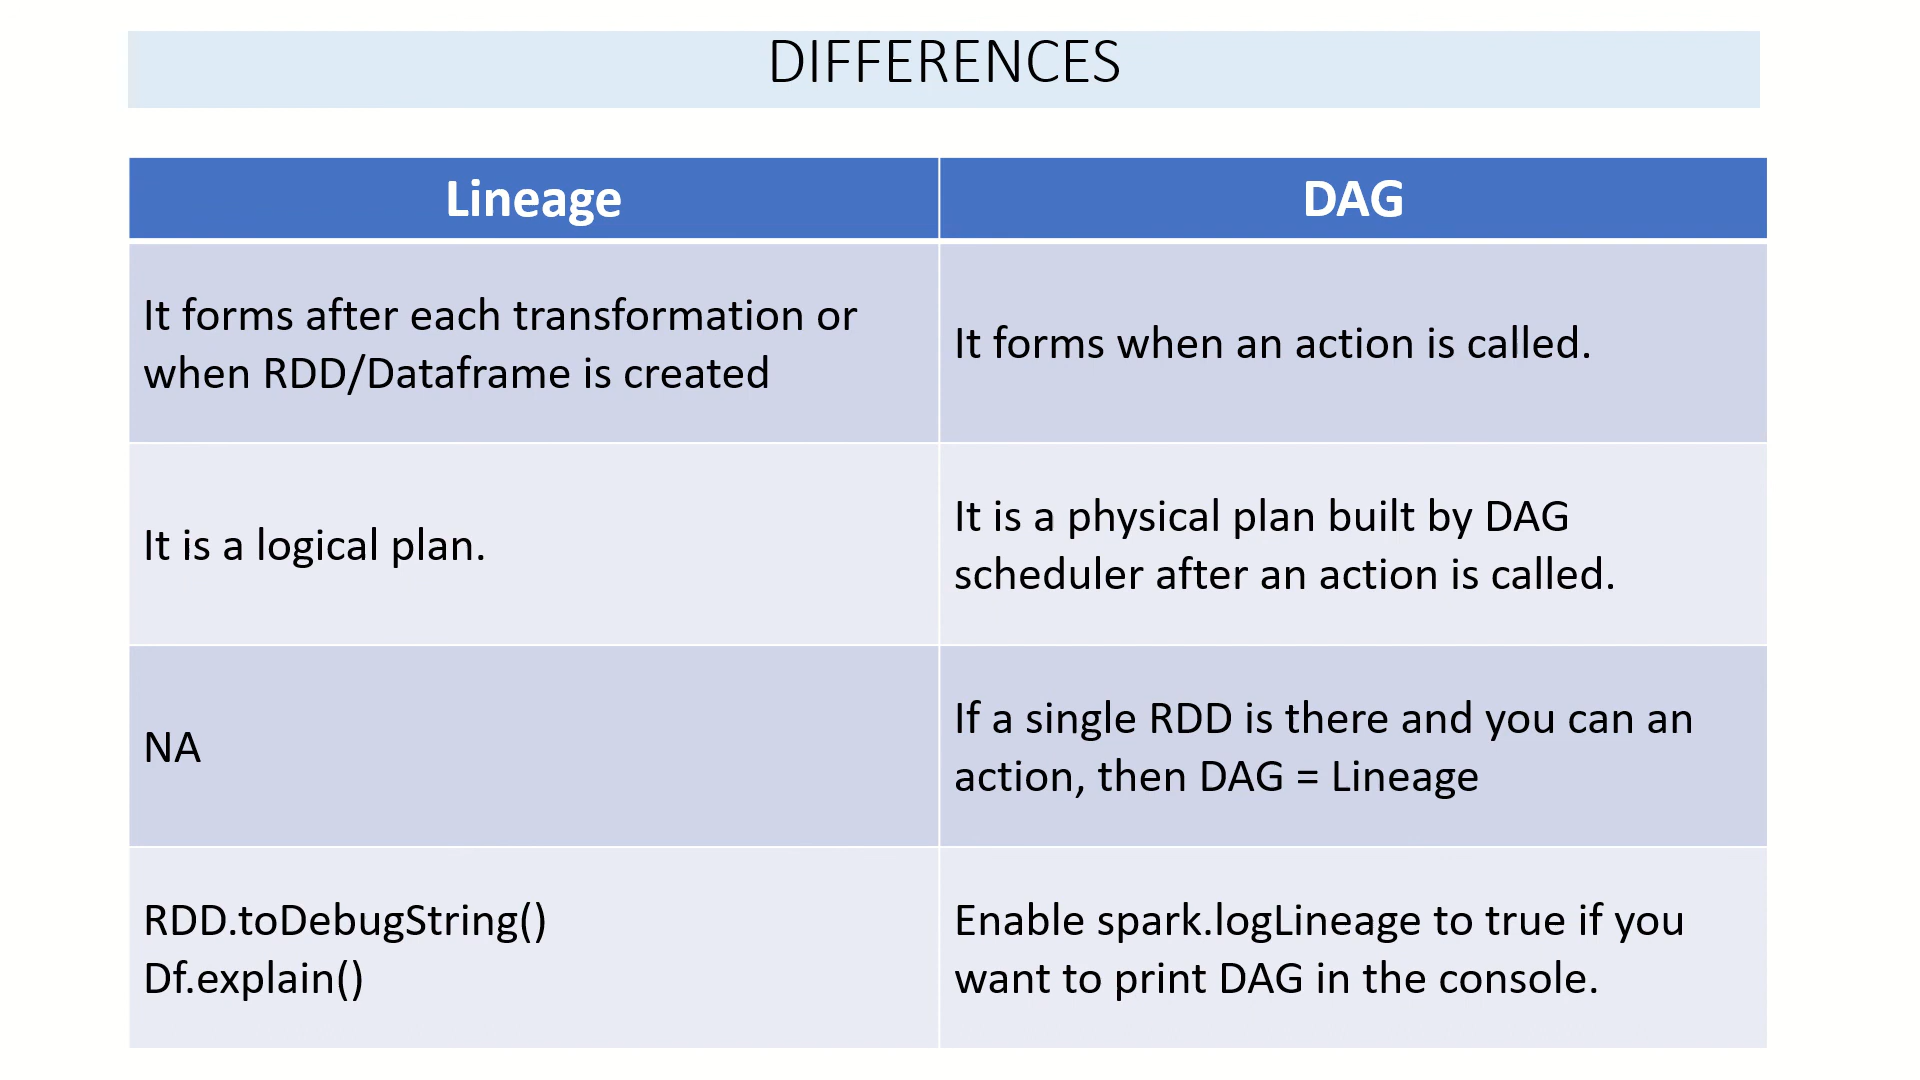 DIFFERENCES
Lineage
DAG
It forms after each transformation or
when RDD/Dataframe is created
It forms when an action is called.
It is a logical plan.
It is a physical plan built by DAG
scheduler after an action is called.
NA
If a single RDD is there and you can an
action, then DAG = Lineage
RDD.toDebugString()
Df.explain()
Enable spark.logLineage to true if you
want to print DAG in the console.